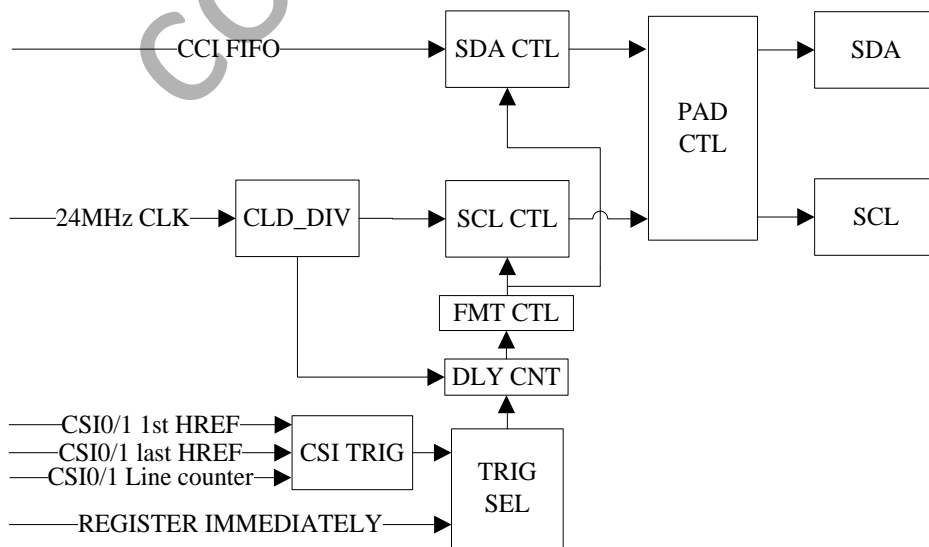 CCI FIFO
SDA CTL
SDA
PAD
CTL
24MHz CLK
CLD_DIV
SCL CTL
SCL
FMT CTL
DLY CNT
CSI0/1 1st HREF
CSI0/1 last HREF
CSI0/1 Line counter
CSI TRIG
TRIG
SEL
REGISTER IMMEDIATELY